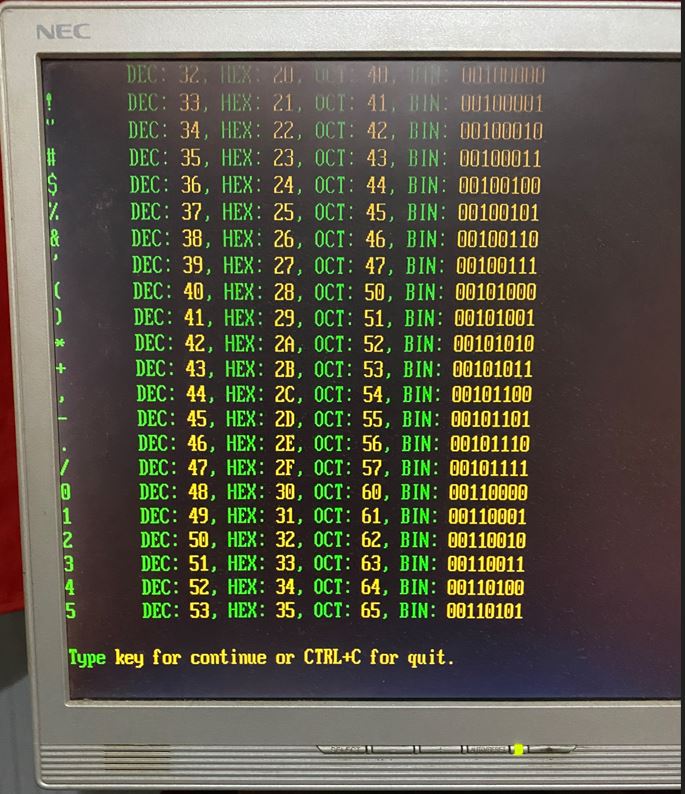 NEC
DEC: 32, HEX: 20, OCT: 40, BIN: 00100000
! DEC: 33, HEX: 21, OCT: 41, BIN: 00100001
" DEC: 34, HEX: 22, OCT: 42, BIN: 00100010
# DEC: 35, HEX: 23, OCT: 43, BIN: 00100011
$ DEC: 36, HEX: 24, OCT: 44, BIN: 00100100
% DEC: 37, HEX: 25, OCT: 45, BIN: 00100101
& DEC: 38, HEX: 26, OCT: 46, BIN: 00100110
' DEC: 39, HEX: 27, OCT: 47, BIN: 00100111
( DEC: 40, HEX: 28, OCT: 50, BIN: 00101000
) DEC: 41, HEX: 29, OCT: 51, BIN: 00101001
* DEC: 42, HEX: 2A, OCT: 52, BIN: 00101010
+ DEC: 43, HEX: 2B, OCT: 53, BIN: 00101011
, DEC: 44, HEX: 2C, OCT: 54, BIN: 00101100
- DEC: 45, HEX: 2D, OCT: 55, BIN: 00101101
. DEC: 46, HEX: 2E, OCT: 56, BIN: 00101110
/ DEC: 47, HEX: 2F, OCT: 57, BIN: 00101111
0 DEC: 48, HEX: 30, OCT: 60, BIN: 00110000
1 DEC: 49, HEX: 31, OCT: 61, BIN: 00110001
2 DEC: 50, HEX: 32, OCT: 62, BIN: 00110010
3 DEC: 51, HEX: 33, OCT: 63, BIN: 00110011
4 DEC: 52, HEX: 34, OCT: 64, BIN: 00110100
5 DEC: 53, HEX: 35, OCT: 65, BIN: 00110101
Type key for continue or CTRL+C for quit.
SELECT - +